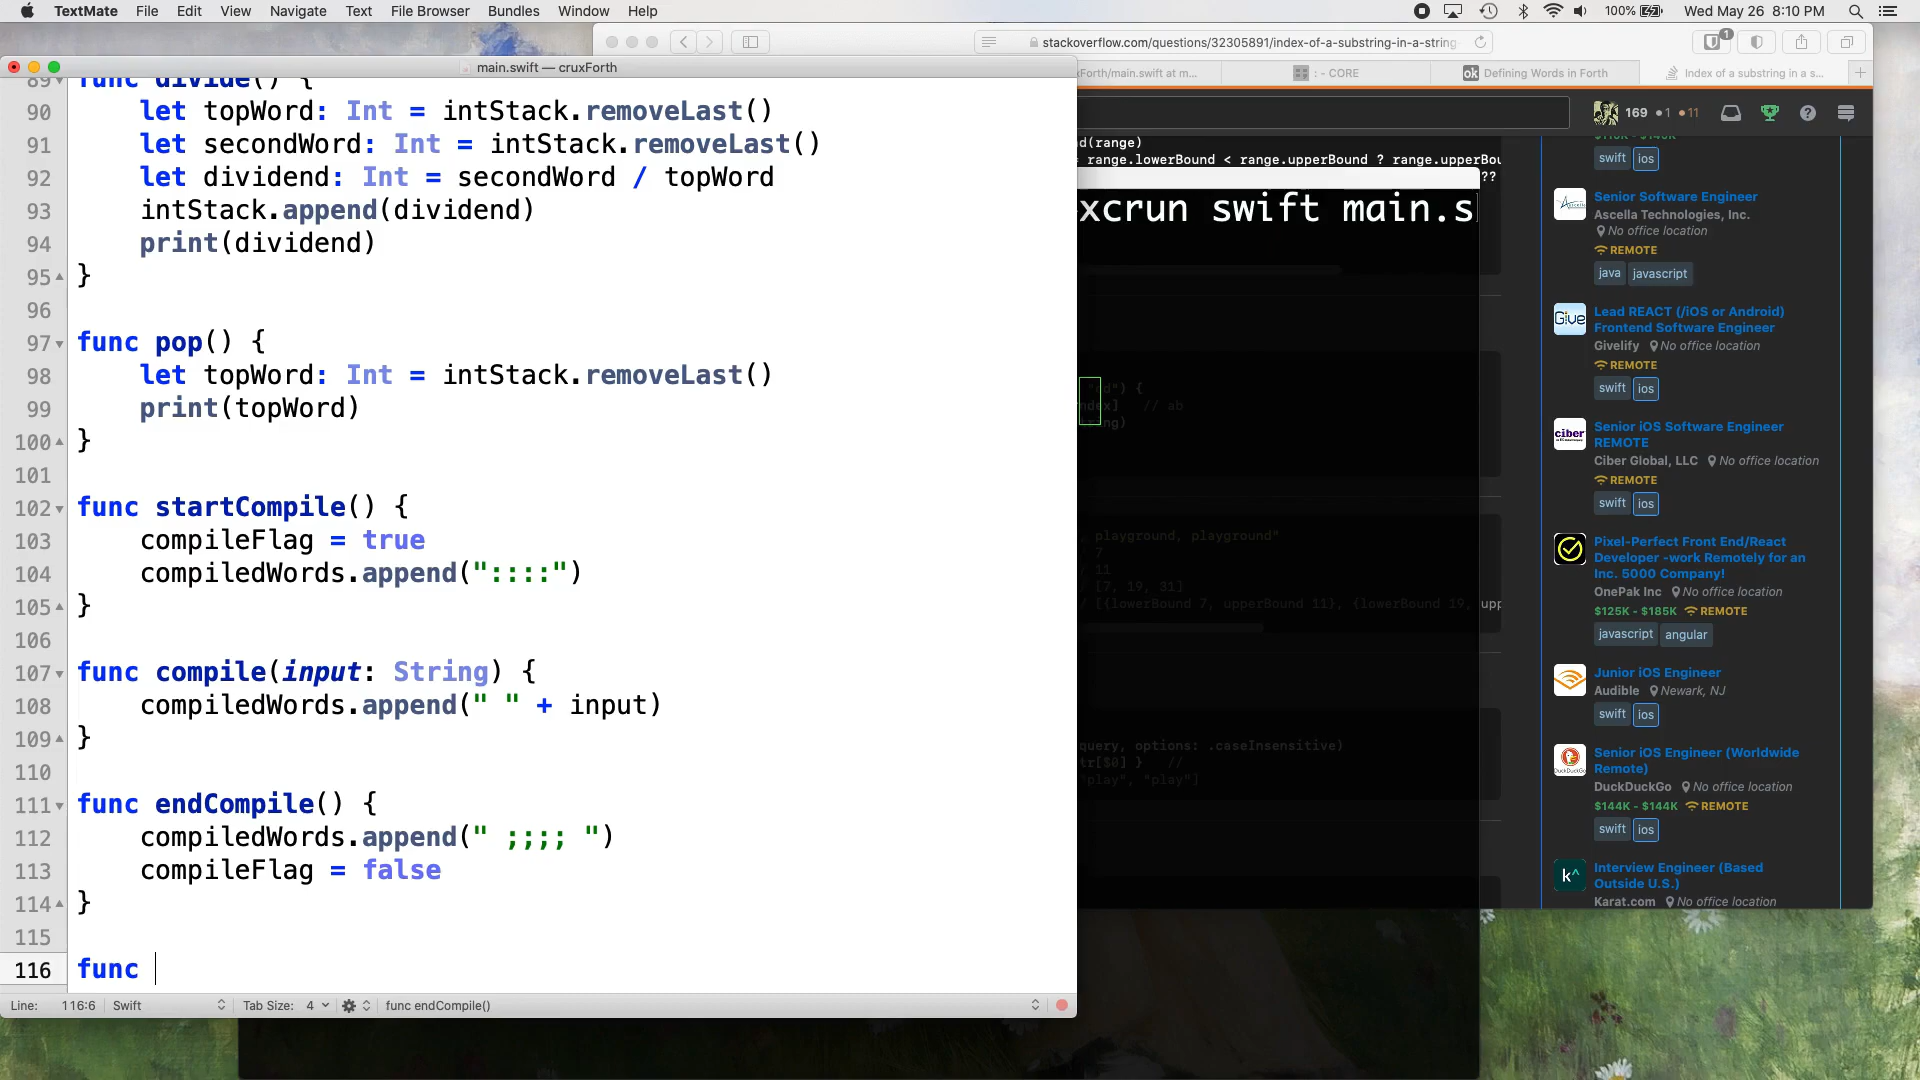 TextMate File Edit View Navigate Text File Browser Bundles Window Help
100% Wed May 26 8:10 PM
stackoverflow.com/questions/32305891/index-of-a-substring-in-a-string
1
main.swift — cruxForth
Forth/main.swift at m...
: - CORE
ok Defining Words in Forth
Index of a substring in a s...
169 1 11
89 func divide() {
90 let topWord: Int = intStack.removeLast()
91 let secondWord: Int = intStack.removeLast()
92 let dividend: Int = secondWord / topWord
93 intStack.append(dividend)
94 print(dividend)
95 }
96
97 func pop() {
98 let topWord: Int = intStack.removeLast()
99 print(topWord)
100 }
101
102 func startCompile() {
103 compileFlag = true
104 compiledWords.append("::::")
105 }
106
107 func compile(input: String) {
108 compiledWords.append(" " + input)
109 }
110
111 func endCompile() {
112 compiledWords.append(" ;;;; ")
113 compileFlag = false
114 }
115
116 func
Line: 116:6 Swift Tab Size: 4 func endCompile()
d(range)
range.lowerBound < range.upperBound ? range.upperBou
??
xcrun swift main.s
d") {
ndex] // ab
ing)
, playground, playground"
7
11
/ [7, 19, 31]
/ [{lowerBound 7, upperBound 11}, {lowerBound 19, upp
query, options: .caseInsensitive)
tr[$0] } //
"play", "play"]
swift ios
Senior Software Engineer
Ascella Technologies, Inc.
No office location
REMOTE
java javascript
Give
Lead REACT (/iOS or Android)
Frontend Software Engineer
Givelify No office location
REMOTE
swift ios
ciber
Senior iOS Software Engineer
REMOTE
Ciber Global, LLC No office location
REMOTE
swift ios
Pixel-Perfect Front End/React
Developer -work Remotely for an
Inc. 5000 Company!
OnePak Inc No office location
$125K - $185K REMOTE
javascript angular
Junior iOS Engineer
Audible Newark, NJ
swift ios
Senior iOS Engineer (Worldwide
Remote)
DuckDuckGo No office location
$144K - $144K REMOTE
swift ios
K^
Interview Engineer (Based
Outside U.S.)
Karat.com No office location